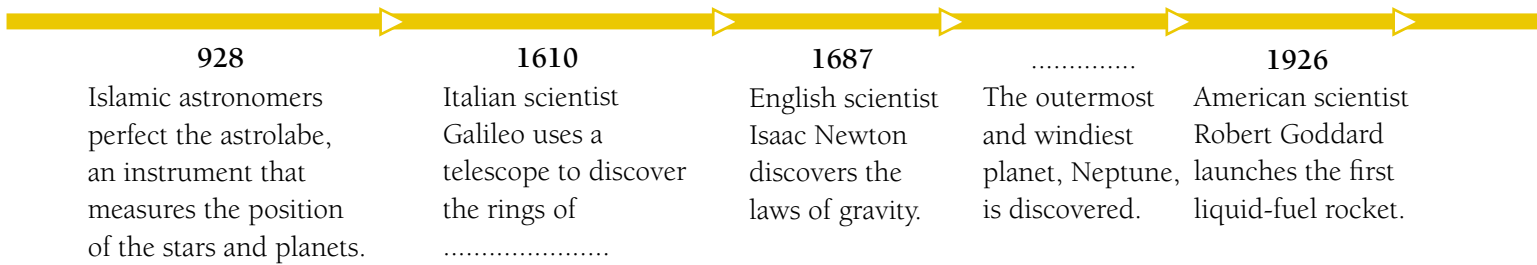 928
Islamic astronomers
perfect the astrolabe,
an instrument that
measures the position
of the stars and planets.
1610
Italian scientist
Galileo uses a
telescope to discover
the rings of
.....................
1687
English scientist
Isaac Newton
discovers the
laws of gravity.
..............
The outermost
and windiest
planet, Neptune,
is discovered.
1926
American scientist
Robert Goddard
launches the first
liquid-fuel rocket.